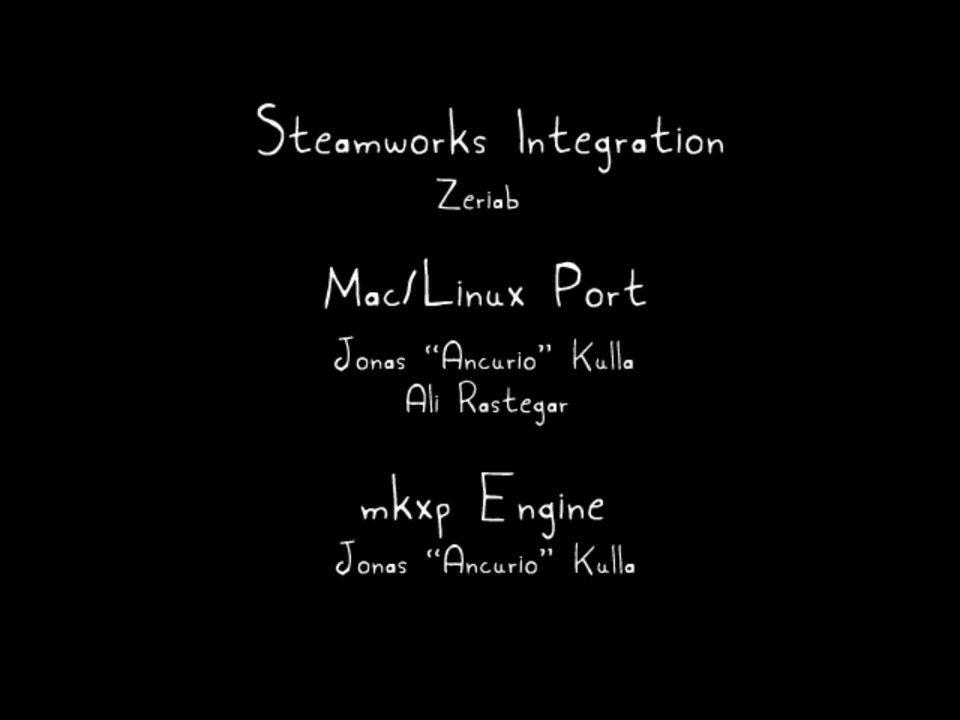 Steamworks Integration
Zeriab
Mac/Linux Port
Jonas “Ancurio” Kulla
Ali Rastegar
mkxp Engine
Jonas “Ancurio” Kulla